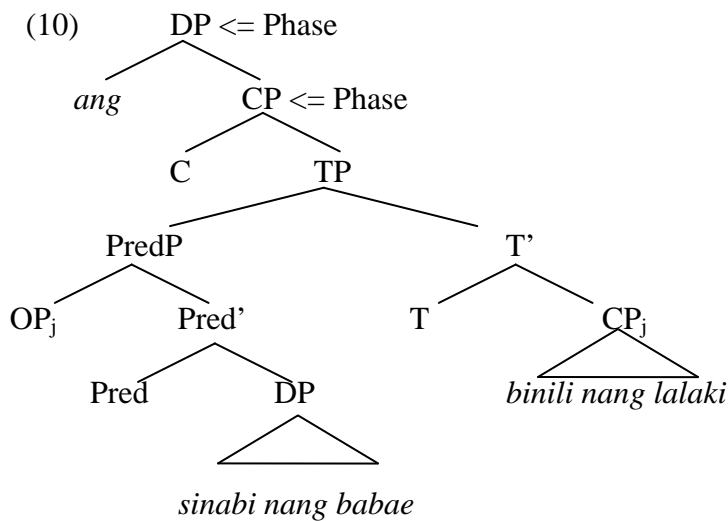 (10) DP <= Phase
ang CP <= Phase
C TP
PredP T’
OPj Pred’ T CPj
Pred DP binili nang lalaki
sinabi nang babae